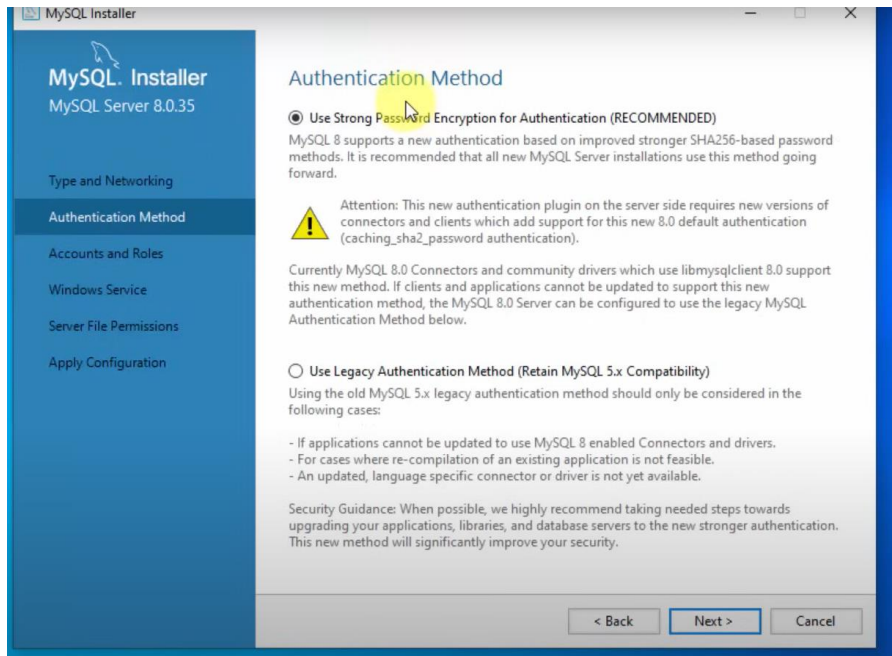 MySQL Installer
MySQL. Installer
MySQL Server 8.0.35
Type and Networking
Authentication Method
Accounts and Roles
Windows Service
Server File Permissions
Apply Configuration
Authentication Method
Use Strong Password Encryption for Authentication (RECOMMENDED)
MySQL 8 supports a new authentication based on improved stronger SHA256-based password
methods. It is recommended that all new MySQL Server installations use this method going
forward.
Attention: This new authentication plugin on the server side requires new versions of
connectors and clients which add support for this new 8.0 default authentication
(caching_sha2_password authentication).
Currently MySQL 8.0 Connectors and community drivers which use libmysqlclient 8.0 support
this new method. If clients and applications cannot be updated to support this new
authentication method, the MySQL 8.0 Server can be configured to use the legacy MySQL
Authentication Method below.
Use Legacy Authentication Method (Retain MySQL 5.x Compatibility)
Using the old MySQL 5.x legacy authentication method should only be considered in the
following cases:
- If applications cannot be updated to use MySQL 8 enabled Connectors and drivers.
- For cases where re-compilation of an existing application is not feasible.
- An updated, language specific connector or driver is not yet available.
Security Guidance: When possible, we highly recommend taking needed steps towards
upgrading your applications, libraries, and database servers to the new stronger authentication.
This new method will significantly improve your security.
< Back
Next >
Cancel